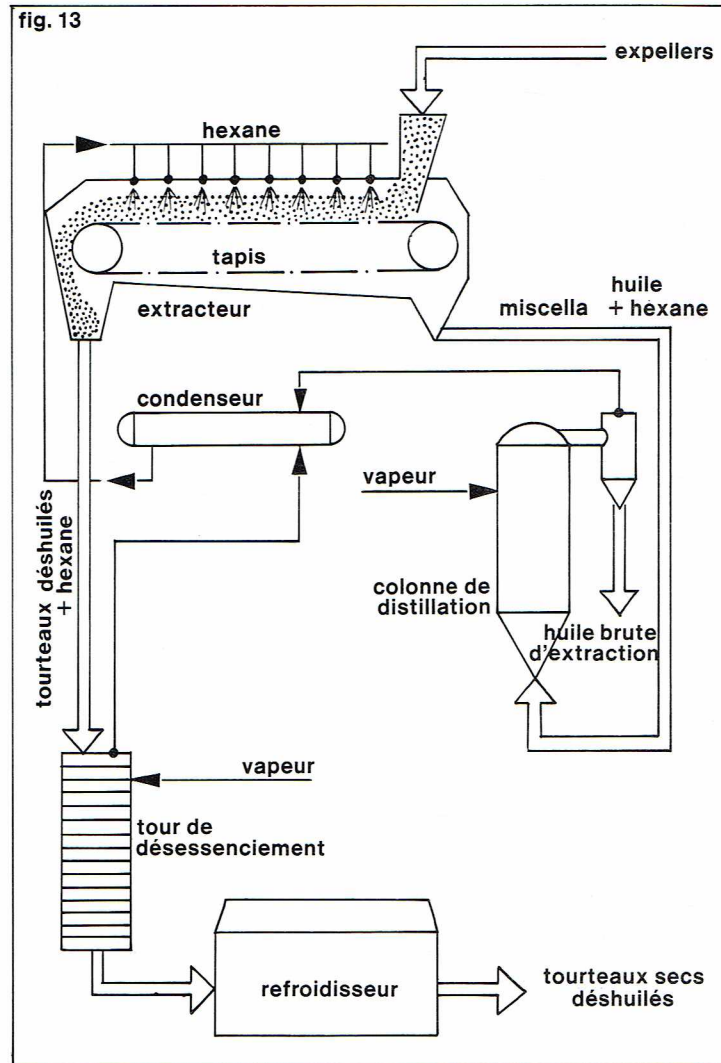 fig. 13
expellers
hexane
tapis
extracteur
huile
miscella + hexane
condenseur
vapeur
colonne de
distillation
huile brute
d'extraction
tourteaux déshuilés
+ hexane
vapeur
tour de
désessenciement
refroidisseur
tourteaux secs
déshuilés